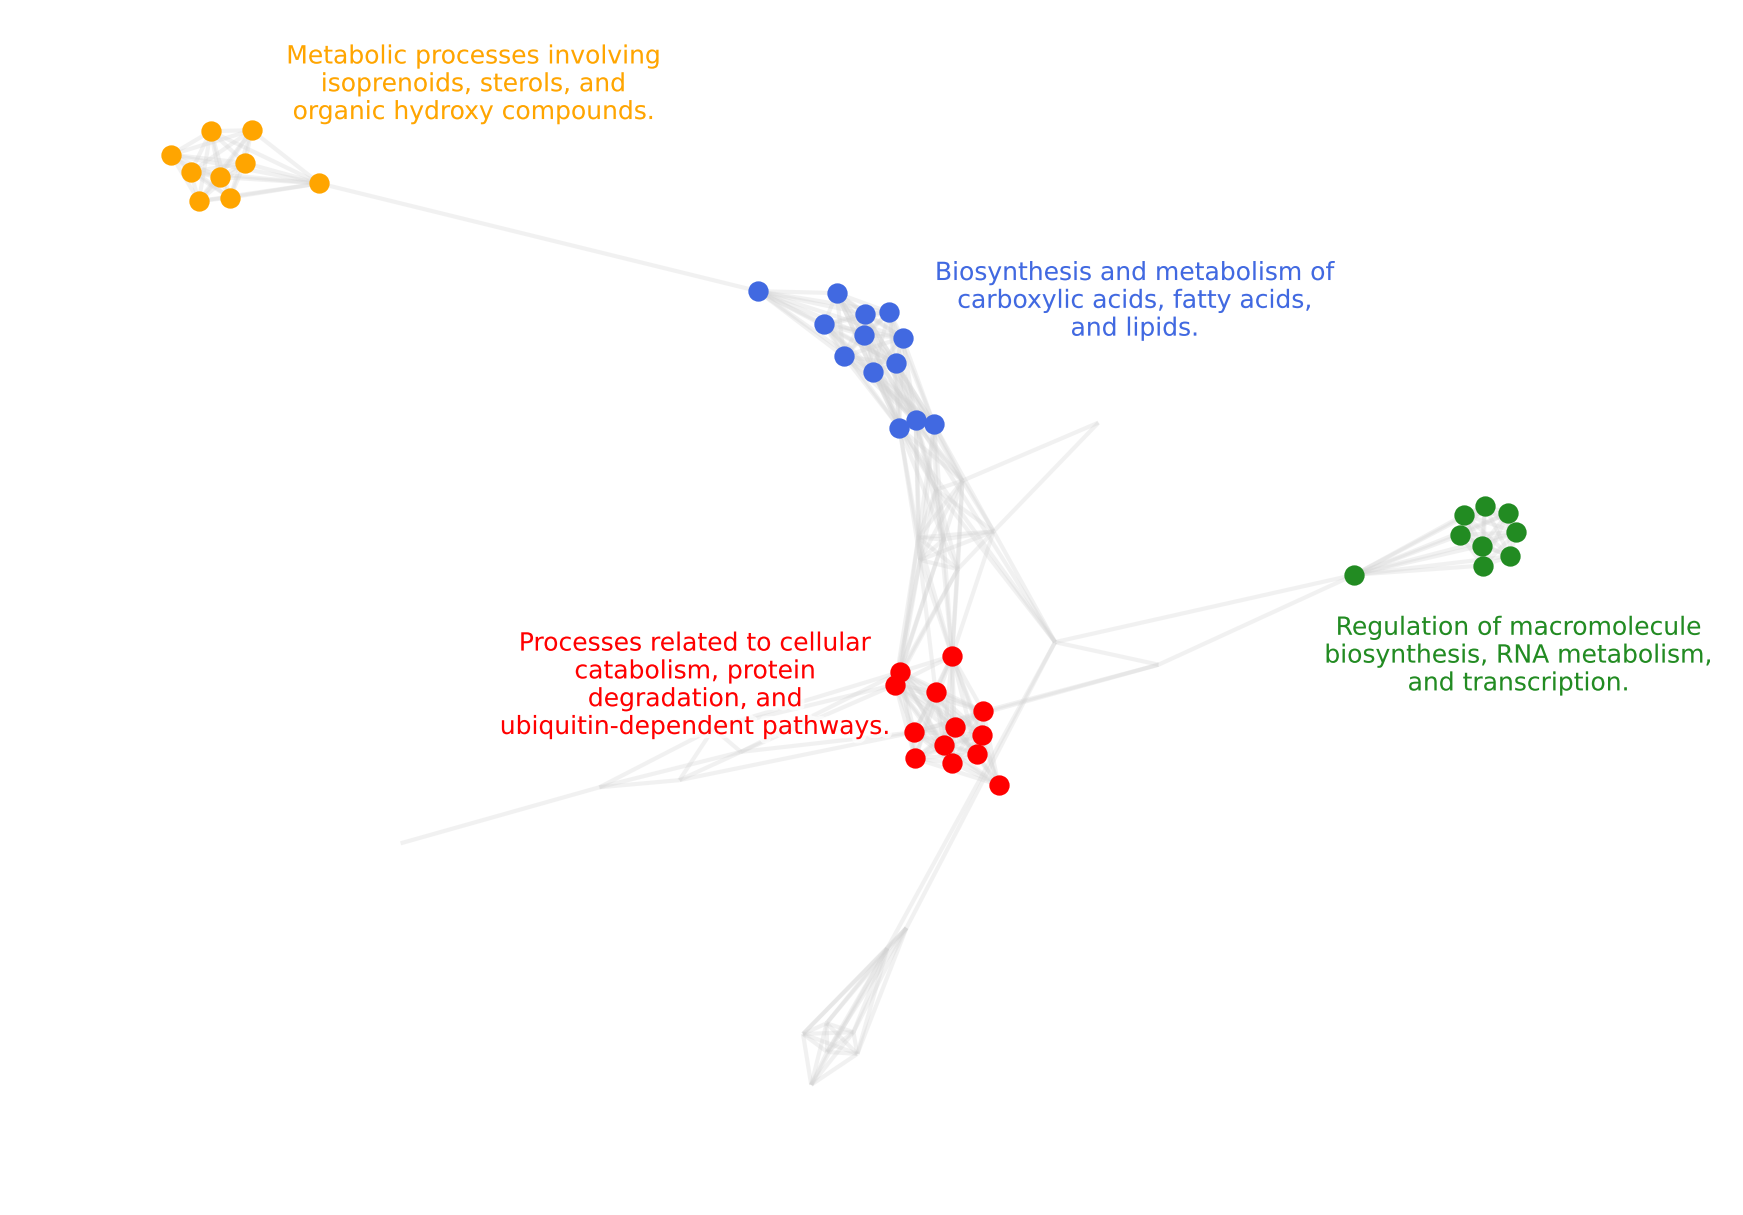 Metabolic processes involving
isoprenoids, sterols, and
organic hydroxy compounds.
Biosynthesis and metabolism of
carboxylic acids, fatty acids,
and lipids.
Regulation of macromolecule
biosynthesis, RNA metabolism,
and transcription.
Processes related to cellular
catabolism, protein
degradation, and
ubiquitin-dependent pathways.